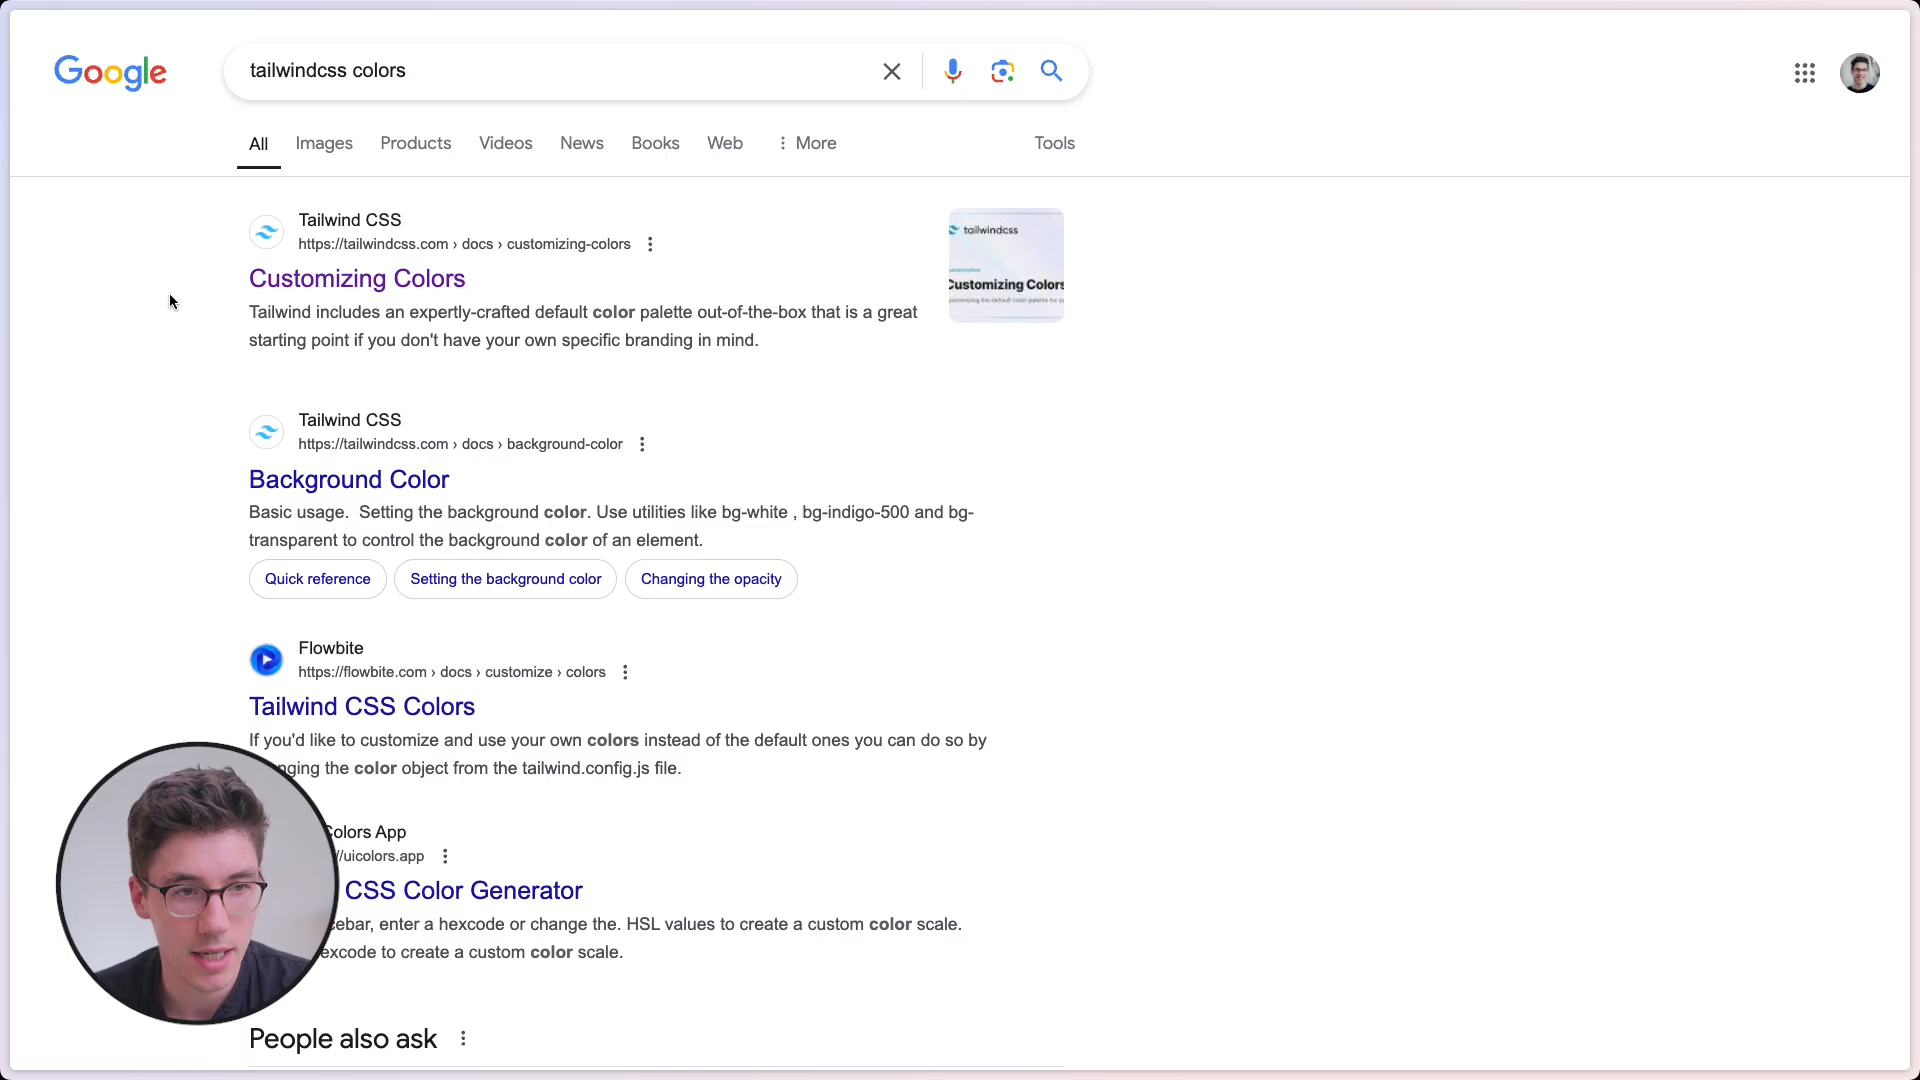 Google
tailwindcss colors
All Images Products Videos News Books Web More Tools
Tailwind CSS
https://tailwindcss.com › docs › customizing-colors
Customizing Colors
Tailwind includes an expertly-crafted default color palette out-of-the-box that is a great
starting point if you don't have your own specific branding in mind.
tailwindcss
Customizing Colors
Tailwind CSS
https://tailwindcss.com › docs › background-color
Background Color
Basic usage. Setting the background color. Use utilities like bg-white , bg-indigo-500 and bg-
transparent to control the background color of an element.
Quick reference Setting the background color Changing the opacity
Flowbite
https://flowbite.com › docs › customize › colors
Tailwind CSS Colors
If you'd like to customize and use your own colors instead of the default ones you can do so by
the color object from the tailwind.config.js file.
Colors App
//uicolors.app
CSS Color Generator
enter a hexcode or change the. HSL values to create a custom color scale.
to create a custom color scale.
People also ask